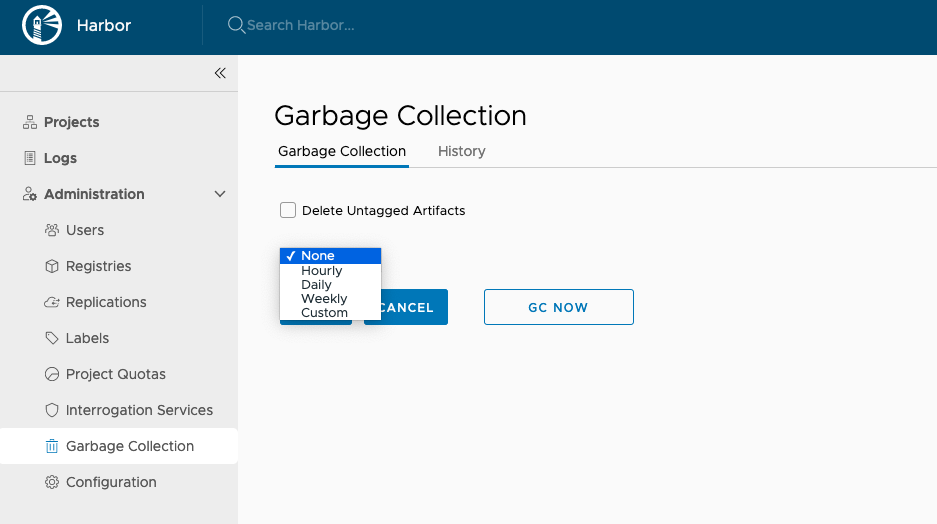 Harbor
Search Harbor...
Projects
Logs
Administration
Users
Registries
Replications
Labels
Project Quotas
Interrogation Services
Garbage Collection
Configuration
Garbage Collection
Garbage Collection History
Delete Untagged Artifacts
None
Hourly
Daily
Weekly
Custom
CANCEL
GC NOW